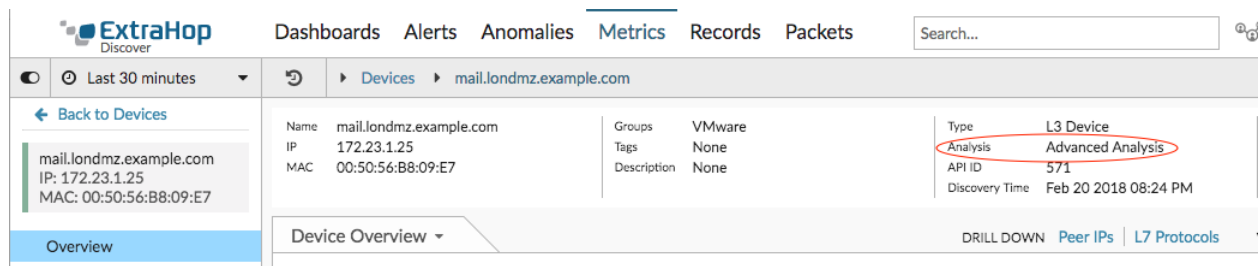 ExtraHop
Discover
Dashboards Alerts Anomalies Metrics Records Packets
Search...
Last 30 minutes
Devices mail.londmz.example.com
Back to Devices
mail.londmz.example.com
IP: 172.23.1.25
MAC: 00:50:56:B8:09:E7
Overview
Name mail.londmz.example.com
IP 172.23.1.25
MAC 00:50:56:B8:09:E7
Groups VMware
Tags None
Description None
Type L3 Device
Analysis Advanced Analysis
API ID 571
Discovery Time Feb 20 2018 08:24 PM
Device Overview
DRILL DOWN Peer IPs L7 Protocols